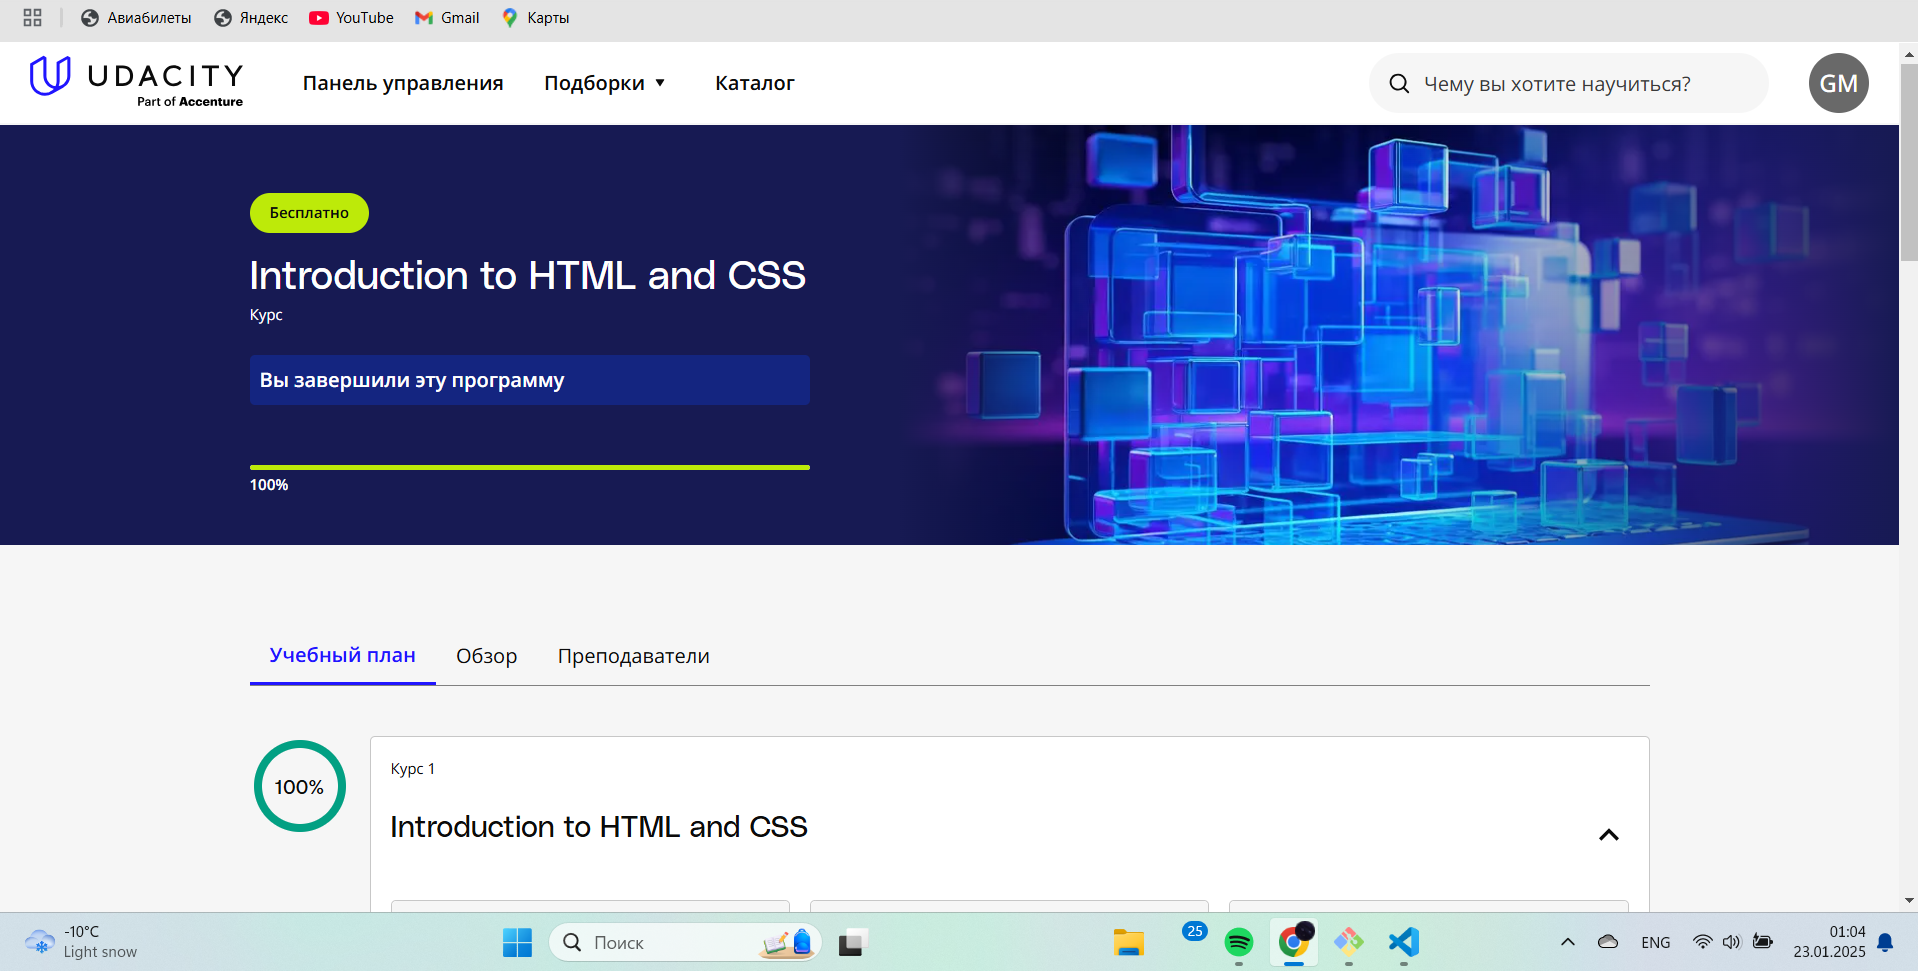 Авиабилеты Яндекс YouTube Gmail Карты
UDACITY
Part of Accenture
Панель управления Подборки ▼ Каталог
Чему вы хотите научиться?
GM
Бесплатно
Introduction to HTML and CSS
Курс
Вы завершили эту программу
100%
Учебный план Обзор Преподаватели
100%
Курс 1
Introduction to HTML and CSS
-10°C
Light snow
Поиск
25
ENG
01:04
23.01.2025